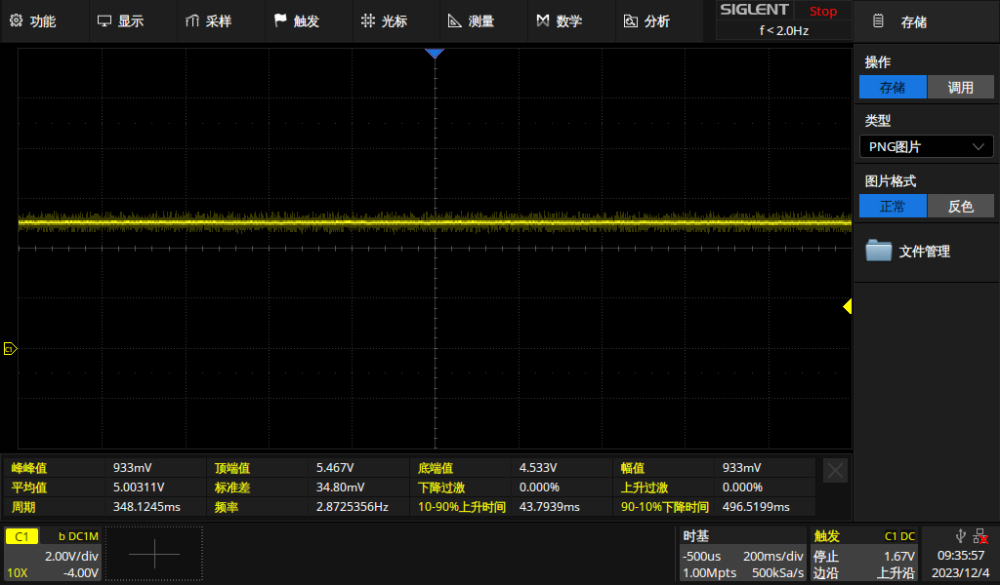 功能 显示 采样 触发 光标 测量 数学 分析 SIGLENT Stop 存储
f < 2.0Hz
操作
存储 调用
类型
PNG图片
图片格式
正常 反色
文件管理
C1
峰峰值 933mV 顶端值 5.467V 底端值 4.533V 幅值 933mV
平均值 5.00311V 标准差 34.80mV 下降过激 0.000% 上升过激 0.000%
周期 348.1245ms 频率 2.8725356Hz 10-90%上升时间 43.7939ms 90-10%下降时间 496.5199ms
C1 b DC1M
2.00V/div
10X -4.00V
时基
-500us 200ms/div
1.00Mpts 500kSa/s
触发 C1 DC
停止 1.67V
边沿 上升沿
09:35:57
2023/12/4